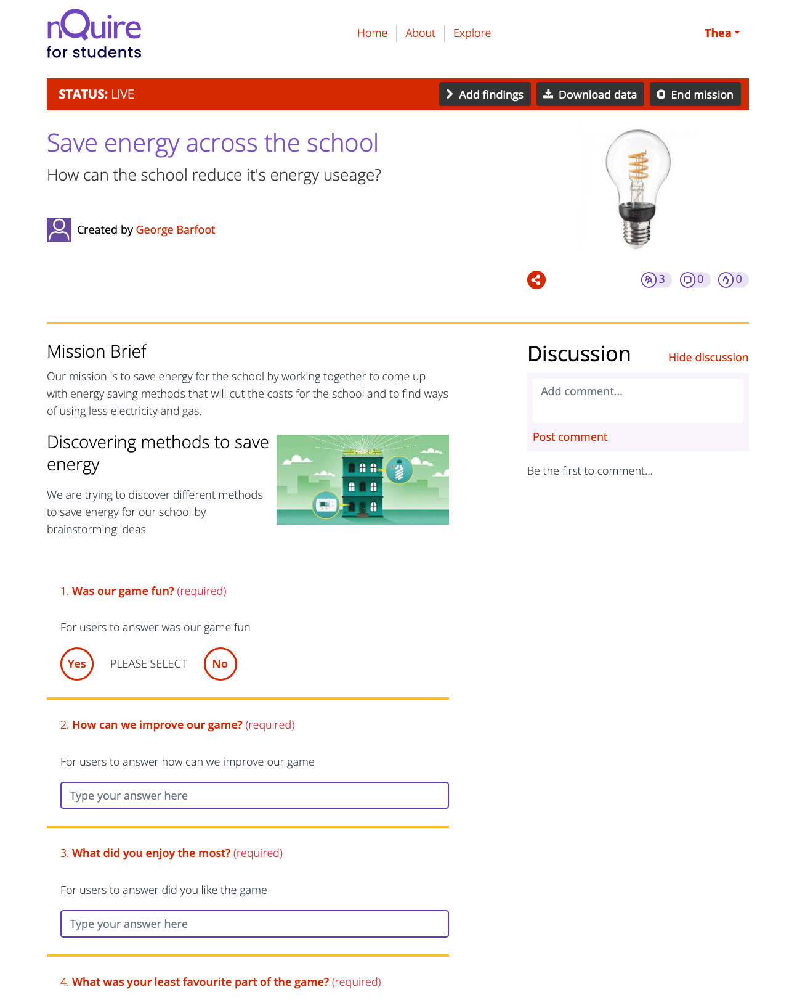 nQuire
for students
Home
About
Explore
Thea
STATUS: LIVE
Add findings
Download data
End mission
Save energy across the school
How can the school reduce it's energy useage?
Created by George Barfoot
3
0
0
Mission Brief
Our mission is to save energy for the school by working together to come up
with energy saving methods that will cut the costs for the school and to find ways
of using less electricity and gas.
Discovering methods to save
energy
We are trying to discover different methods
to save energy for our school by
brainstorming ideas
Discussion
Hide discussion
Add comment...
Post comment
Be the first to comment...
1. Was our game fun? (required)
For users to answer was our game fun
Yes
PLEASE SELECT
No
2. How can we improve our game? (required)
For users to answer how can we improve our game
Type your answer here
3. What did you enjoy the most? (required)
For users to answer did you like the game
Type your answer here
4. What was your least favourite part of the game? (required)